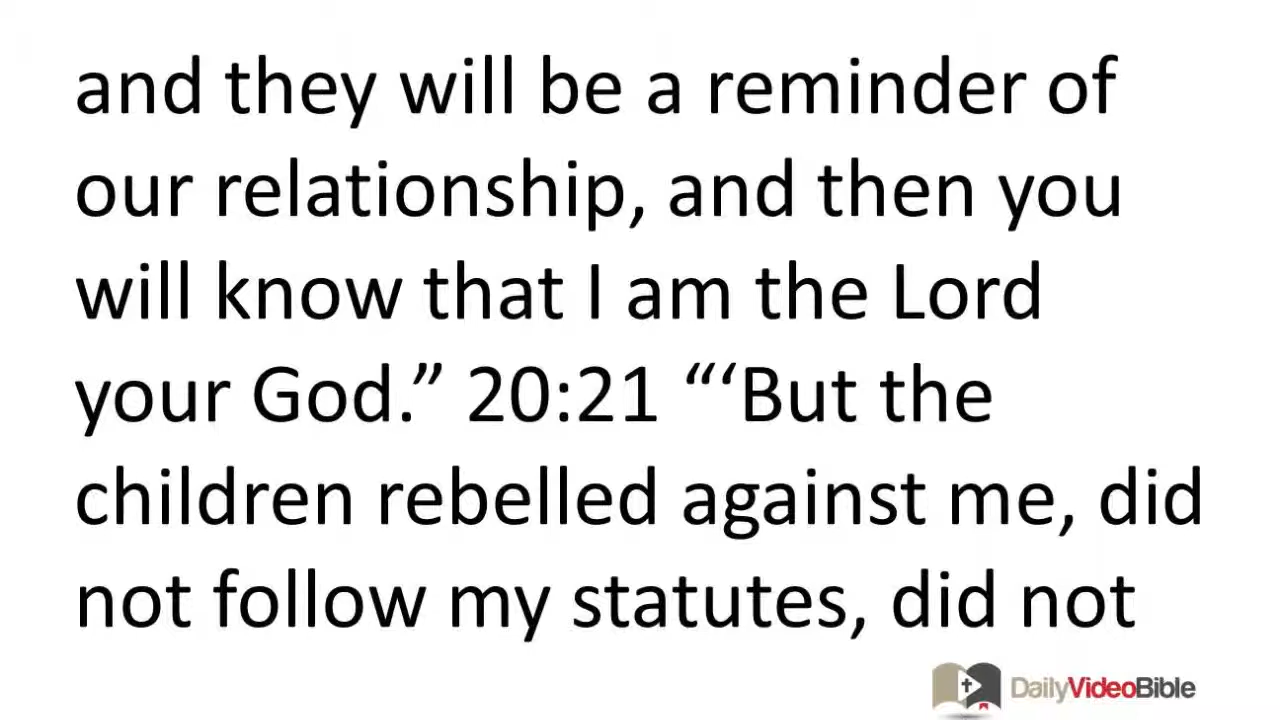 and they will be a reminder of
our relationship, and then you
will know that I am the Lord
your God.” 20:21 “‘But the
children rebelled against me, did
not follow my statutes, did not
DailyVideoBible